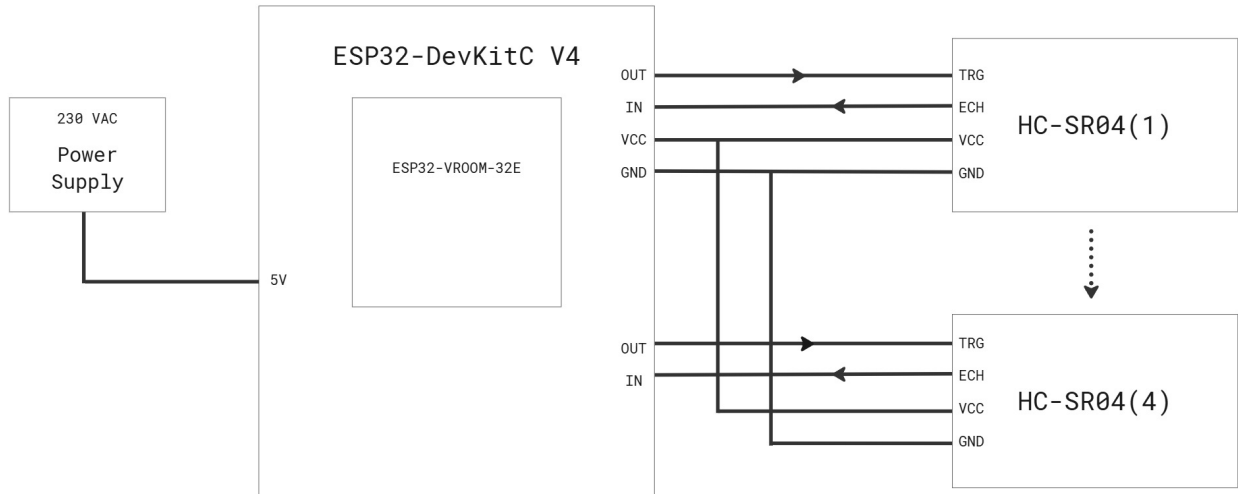 ESP32-DevKitC V4
230 VAC
Power
Supply
5V
ESP32-VROOM-32E
OUT
IN
VCC
GND
OUT
IN
TRG
ECH
VCC
GND
HC-SR04(1)
TRG
ECH
VCC
GND
HC-SR04(4)